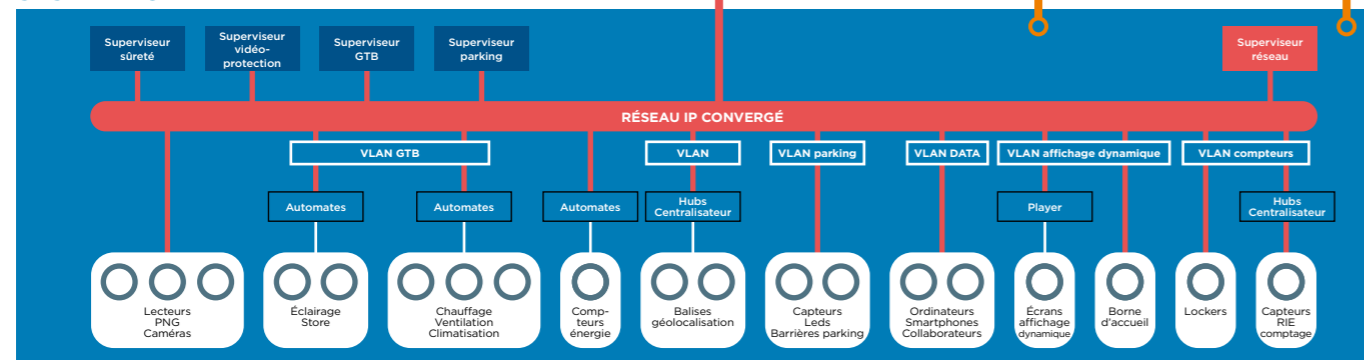 Superviseur
sûreté
Superviseur
vidéo-
protection
Superviseur
GTB
Superviseur
parking
Superviseur
réseau
RÉSEAU IP CONVERGÉ
VLAN GTB
VLAN
VLAN parking
VLAN DATA
VLAN affichage dynamique
VLAN compteurs
Automates
Automates
Automates
Hubs
Centralisateur
Player
Hubs
Centralisateur
Lecteurs
PNG
Caméras
Éclairage
Store
Chauffage
Ventilation
Climatisation
Comp-
teurs
énergie
Balises
géolocalisation
Capteurs
Leds
Barrières parking
Ordinateurs
Smartphones
Collaborateurs
Écrans
affichage
dynamique
Borne
d'accueil
Lockers
Capteurs
RIE
comptage